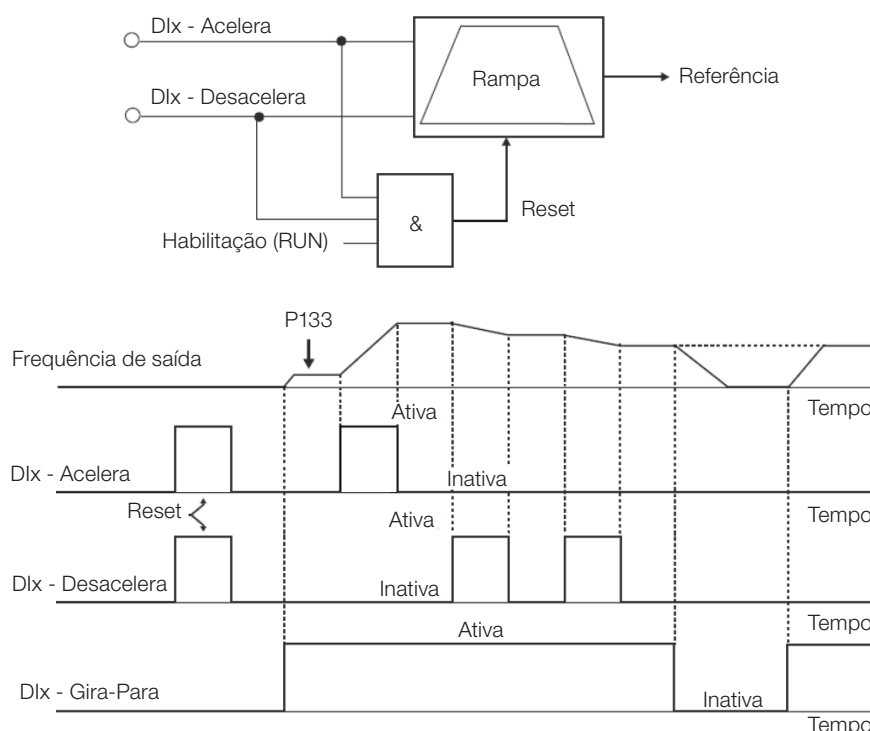 DIx - Acelera
DIx - Desacelera
Rampa
Referência
&
Reset
Habilitação (RUN)
P133
Frequência de saída
Tempo
Ativa
DIx - Acelera
Inativa
Tempo
Reset
Ativa
DIx - Desacelera
Inativa
Tempo
Ativa
DIx - Gira-Para
Inativa
Tempo